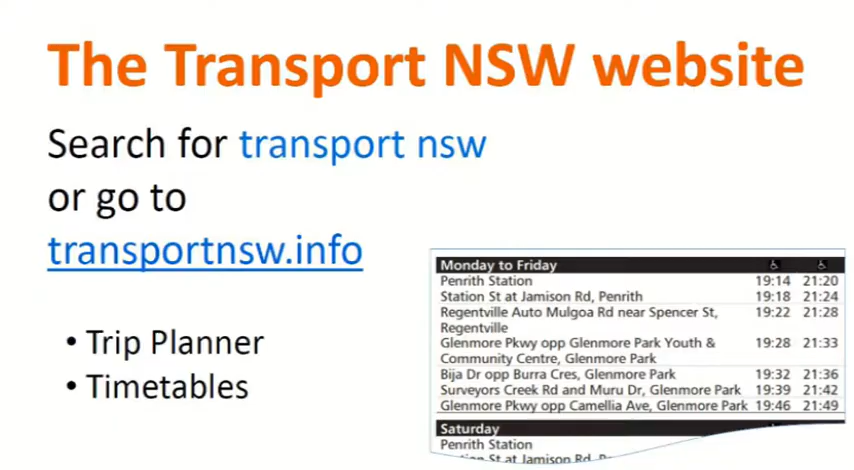 The Transport NSW website
Search for transport nsw
or go to
transportnsw.info
• Trip Planner
• Timetables
Monday to Friday
Penrith Station 19:14 21:20
Station St at Jamison Rd, Penrith 19:18 21:24
Regentville Auto Mulgoa Rd near Spencer St, 19:22 21:28
Regentville
Glenmore Pkwy opp Glenmore Park Youth & 19:28 21:33
Community Centre, Glenmore Park
Bija Dr opp Burra Cres, Glenmore Park 19:32 21:36
Surveyors Creek Rd and Muru Dr, Glenmore Park 19:39 21:42
Glenmore Pkwy opp Camellia Ave, Glenmore Park 19:46 21:49
Saturday
Penrith Station
St at Jamison Rd,